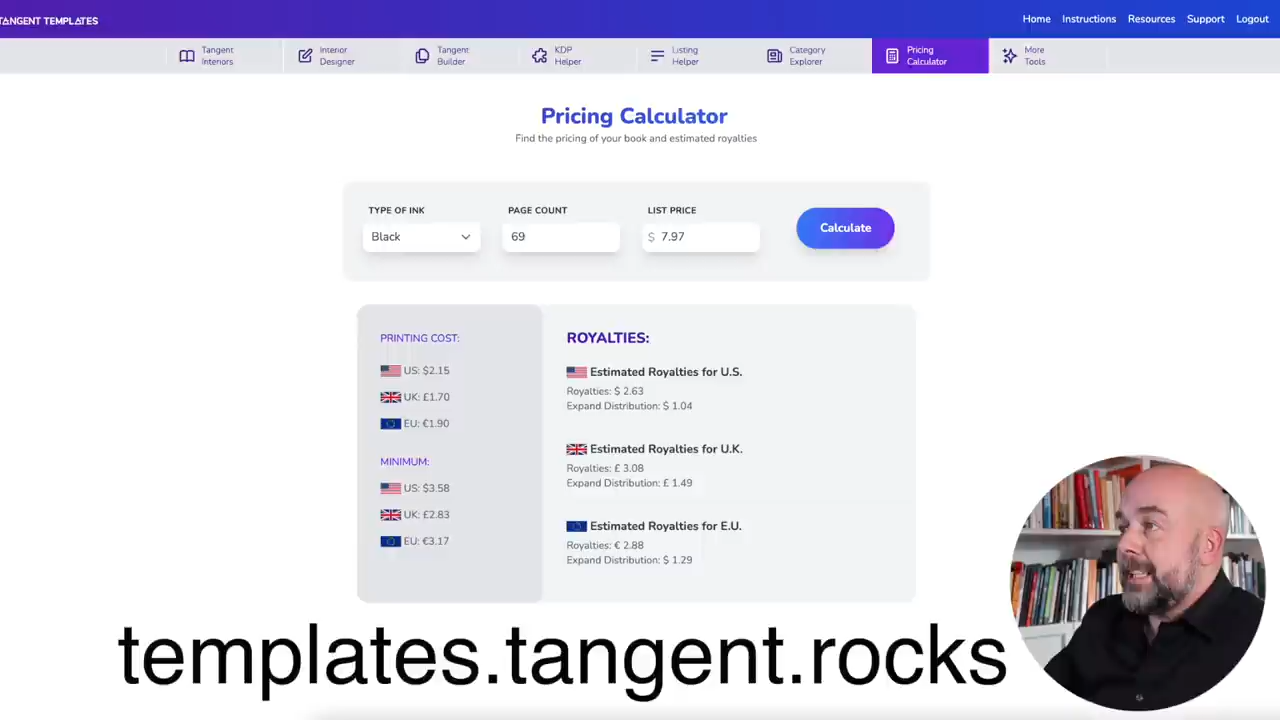 TANGENT TEMPLATES
Home Instructions Resources Support Logout
Tangent Interiors
Interior Designer
Tangent Builder
KDP Helper
Listing Helper
Category Explorer
Pricing Calculator
More Tools
Pricing Calculator
Find the pricing of your book and estimated royalties
TYPE OF INK PAGE COUNT LIST PRICE
Black 69 $ 7.97 Calculate
PRINTING COST:
US: $2.15
UK: £1.70
EU: €1.90
MINIMUM:
US: $3.58
UK: £2.83
EU: €3.17
ROYALTIES:
Estimated Royalties for U.S.
Royalties: $ 2.63
Expand Distribution: $ 1.04
Estimated Royalties for U.K.
Royalties: £ 3.08
Expand Distribution: £ 1.49
Estimated Royalties for E.U.
Royalties: € 2.88
Expand Distribution: $ 1.29
templates.tangent.rocks